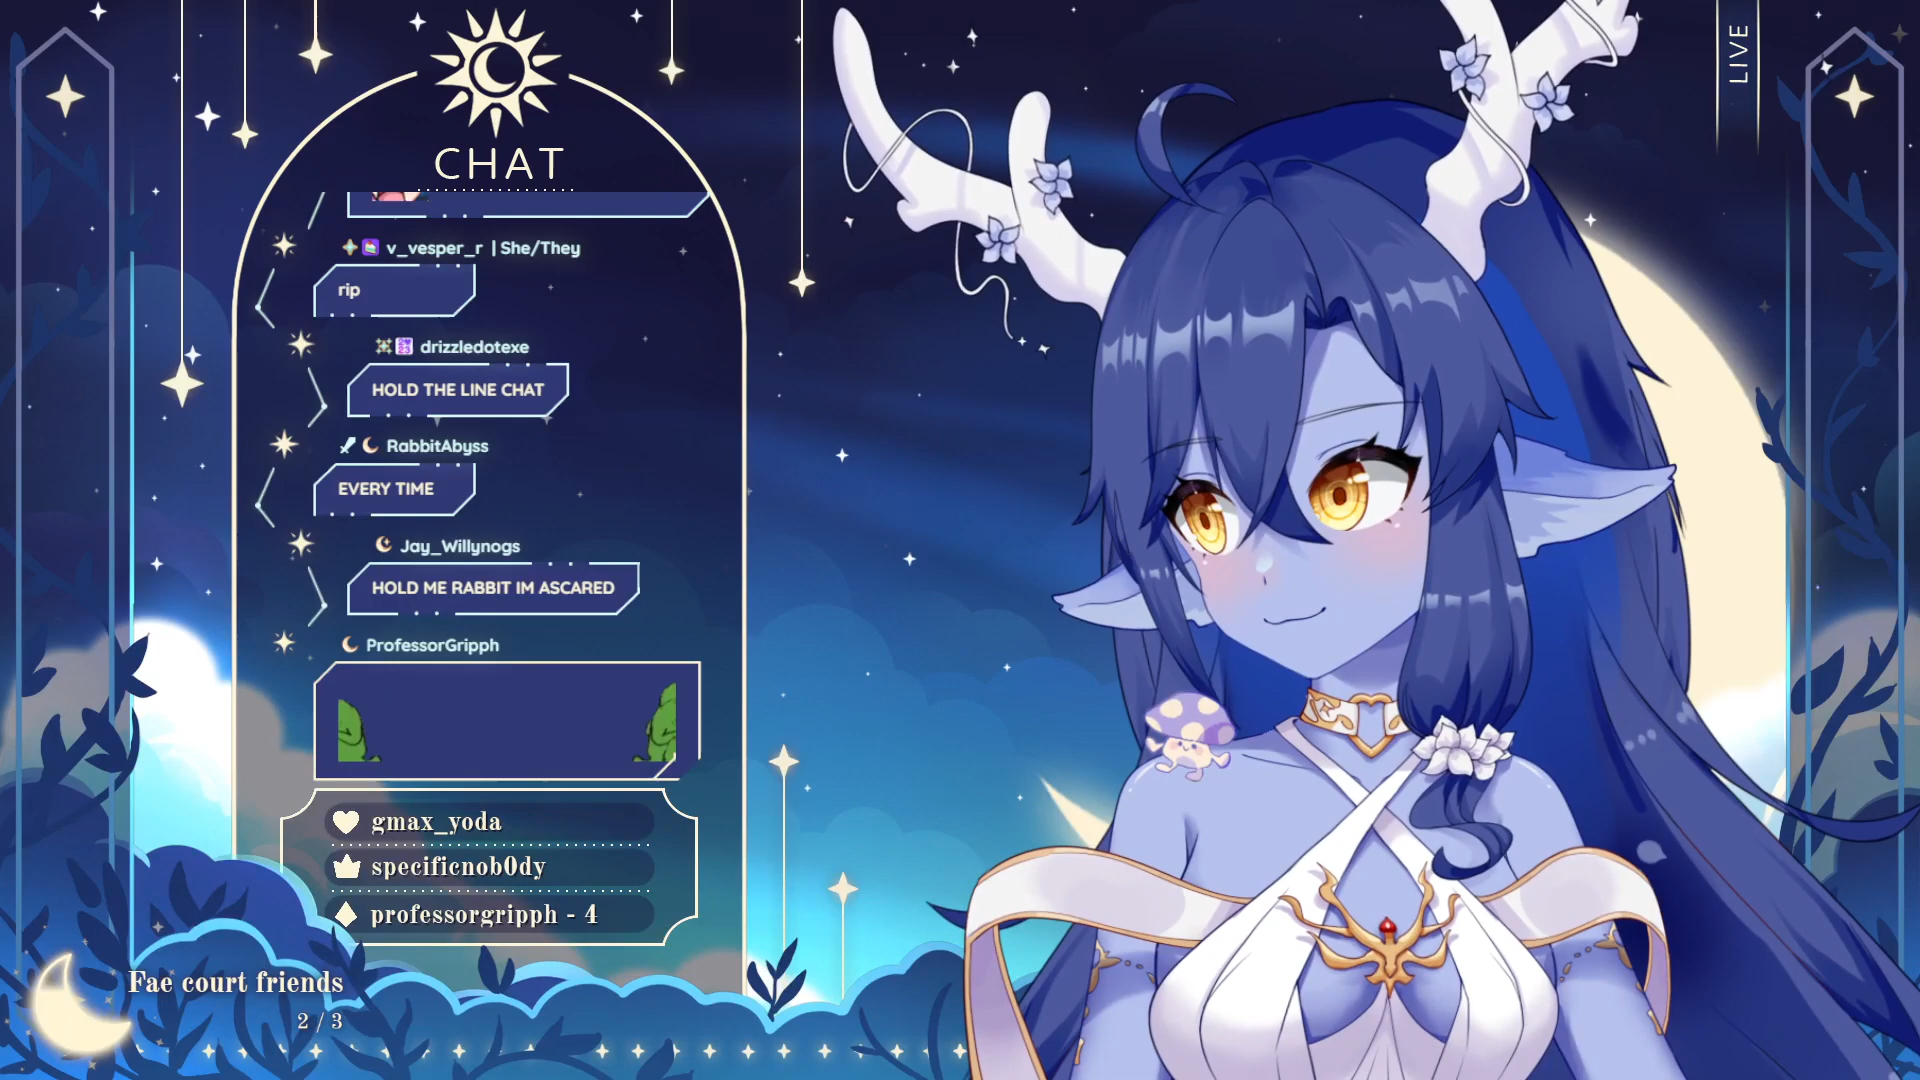 LIVE
CHAT
v_vesper_r | She/They
rip
drizzledotexe
HOLD THE LINE CHAT
RabbitAbyss
EVERY TIME
Jay_Willynogs
HOLD ME RABBIT IM ASCARED
ProfessorGripph
gmax_yoda
specificnob0dy
professorgripph - 4
Fae court friends
2 / 3